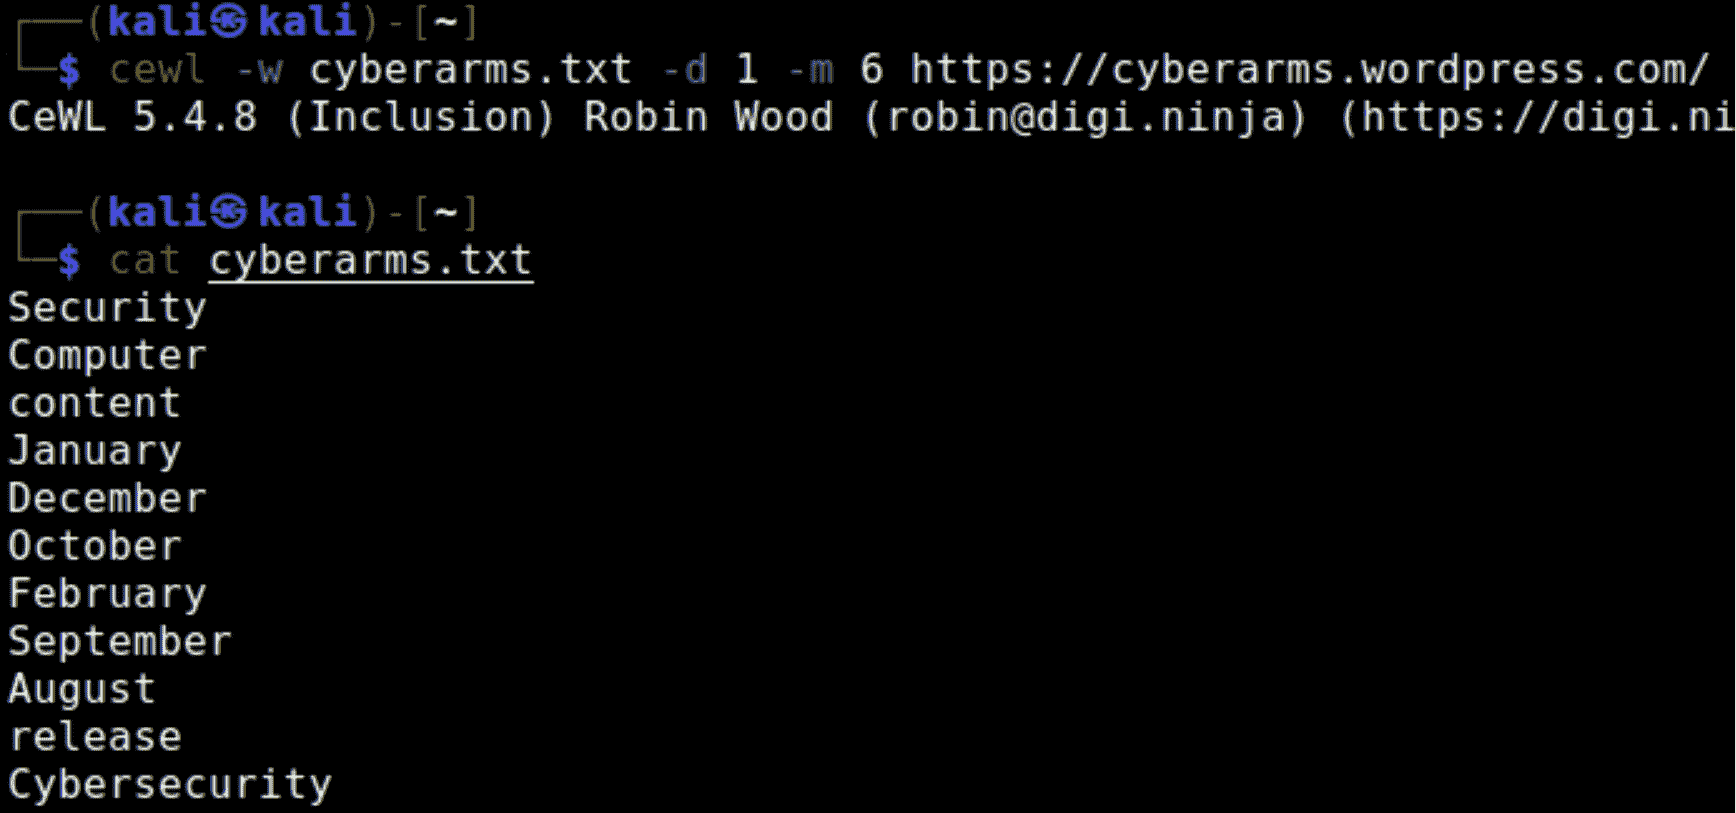 (kali㉿kali)-[~]
$ cewl -w cyberarms.txt -d 1 -m 6 https://cyberarms.wordpress.com/
CeWL 5.4.8 (Inclusion) Robin Wood (robin@digi.ninja) (https://digi.ni
(kali㉿kali)-[~]
$ cat cyberarms.txt
Security
Computer
content
January
December
October
February
September
August
release
Cybersecurity